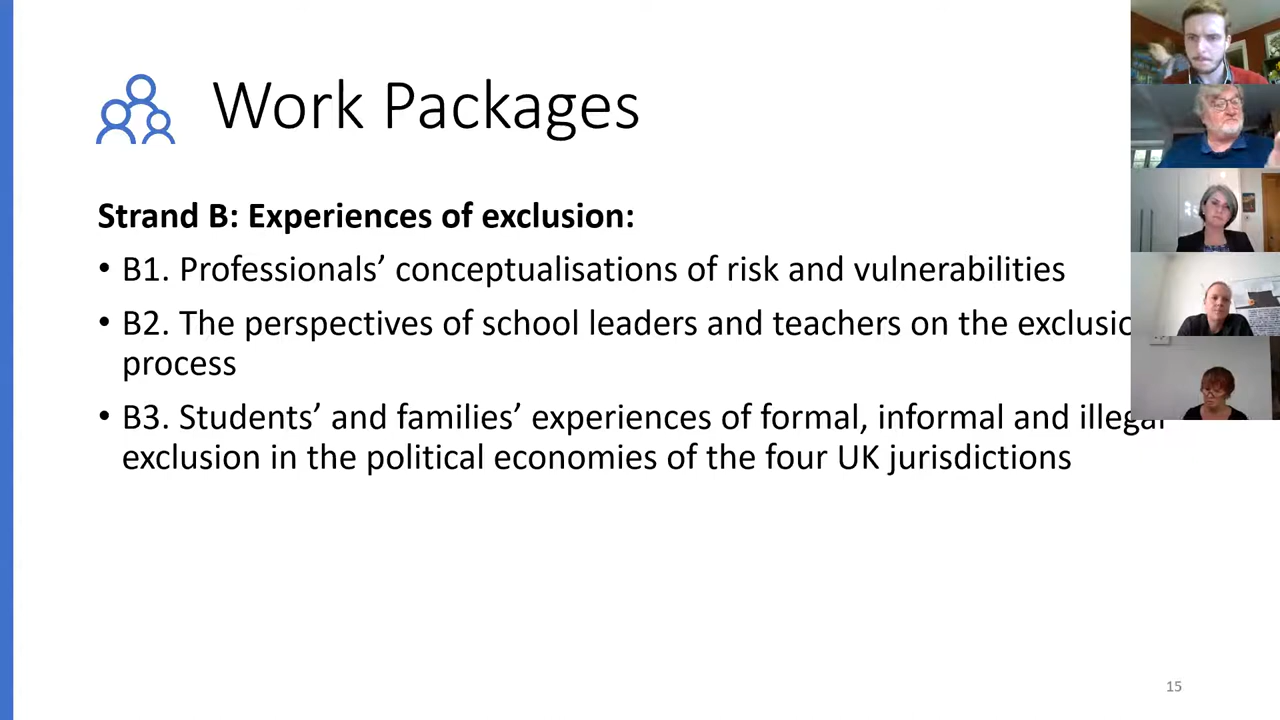 Work Packages
Strand B: Experiences of exclusion:
• B1. Professionals’ conceptualisations of risk and vulnerabilities
• B2. The perspectives of school leaders and teachers on the
process
• B3. Students’ and families’ experiences of formal, informal and illegal
exclusion in the political economies of the four UK jurisdictions
15